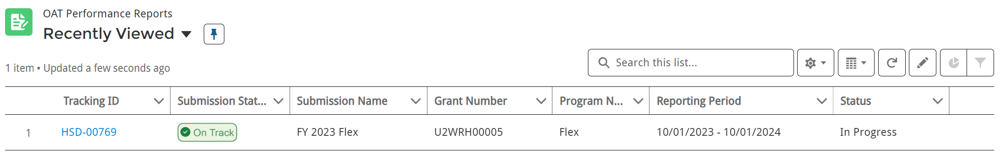 OAT Performance Reports
Recently Viewed
1 item • Updated a few seconds ago
Search this list...
Tracking ID Submission Stat... Submission Name Grant Number Program N... Reporting Period Status
1 HSD-00769 On Track FY 2023 Flex U2WRH00005 Flex 10/01/2023 - 10/01/2024 In Progress